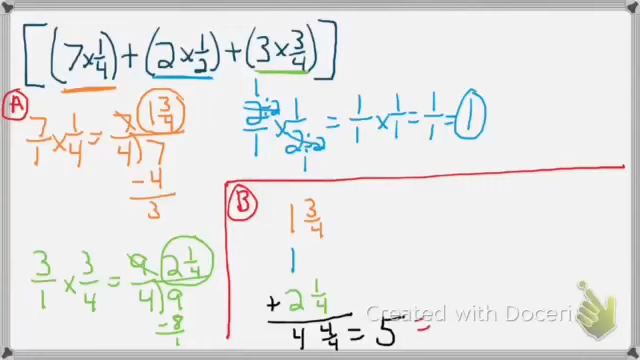 [(7×1/4)+(2×1/2)+(3×3/4)]
A
7/1 × 1/4 = 7/4 1 3/4
4)7
-4
3
2÷2/1 × 1/2÷2 = 1/1 × 1/1 = 1/1 = 1
3/1 × 3/4 = 9/4 2 1/4
4)9
-8
1
B
1 3/4
1
+ 2 1/4
4 4/4 = 5 =
Created with Doceri